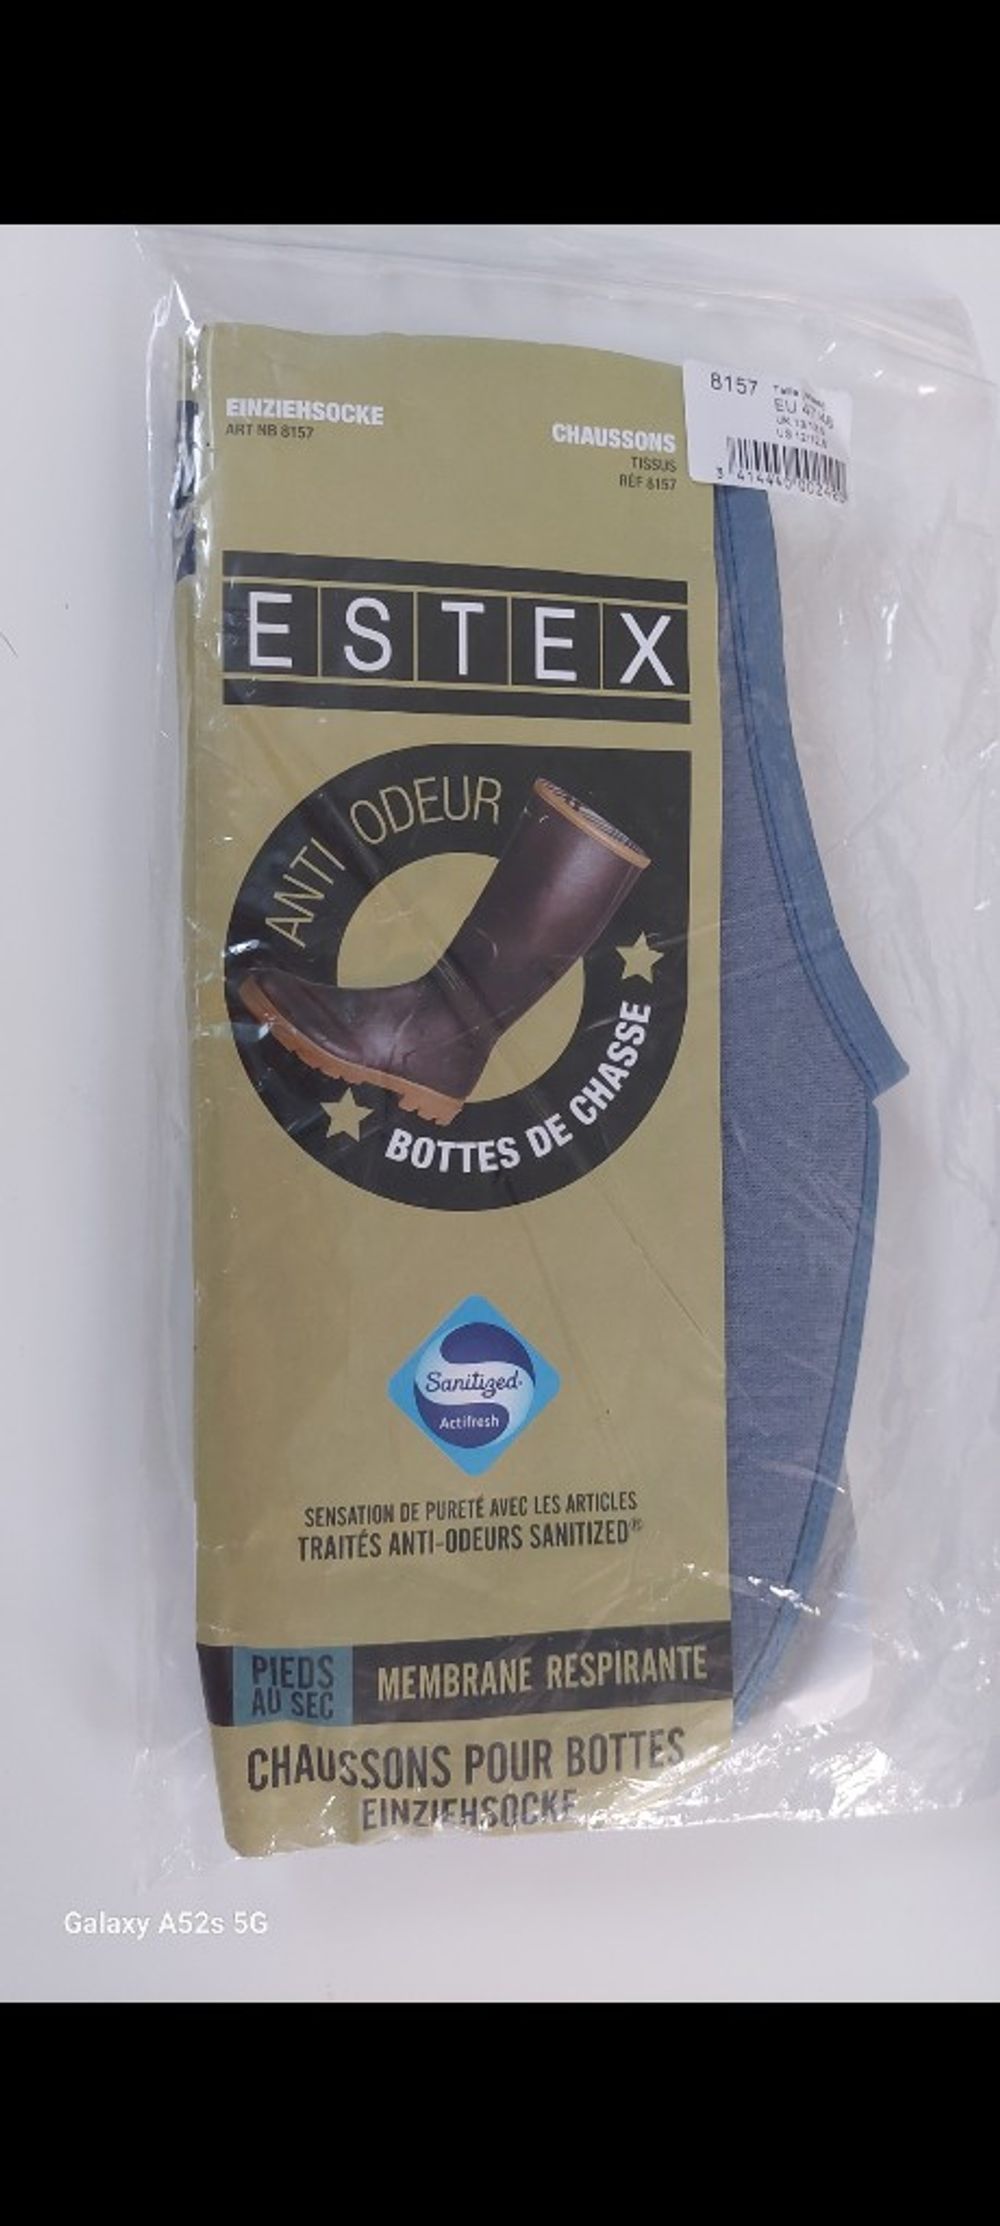 EINZIEHSOCKE
ART NB 8157
CHAUSSONS
TISSUS
RÉF 8157
8157 Taille
EU 47/48
ESTEX
ANTI ODEUR
BOTTES DE CHASSE
Sanitized
Actifresh
SENSATION DE PURETÉ AVEC LES ARTICLES
TRAITÉS ANTI-ODEURS SANITIZED®
PIEDS
AU SEC
MEMBRANE RESPIRANTE
CHAUSSONS POUR BOTTES
EINZIEHSOCKE
Galaxy A52s 5G